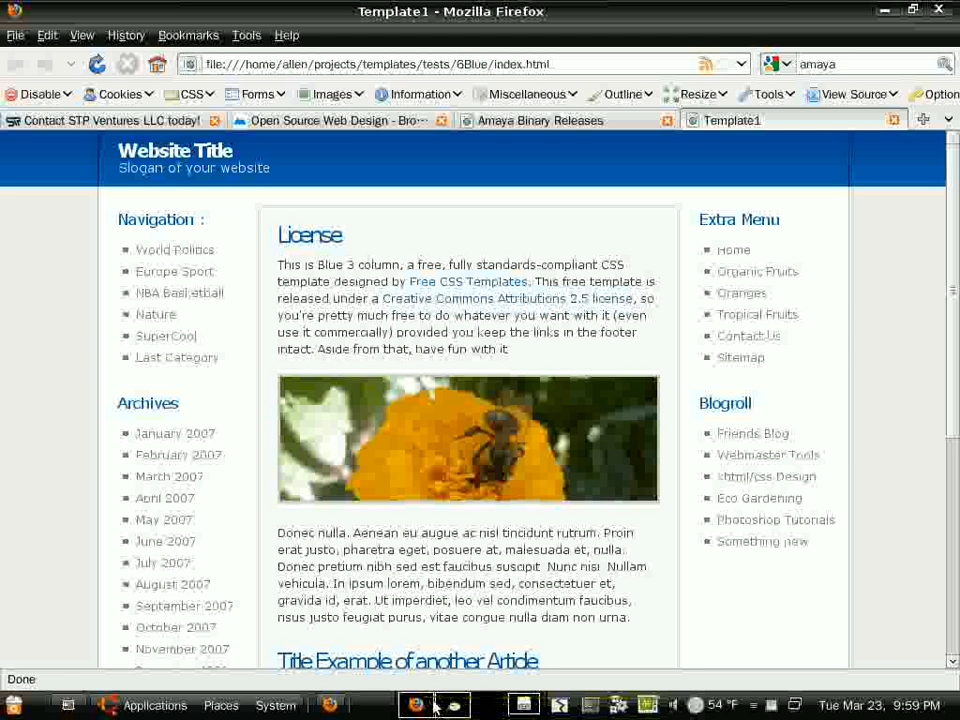 Template1 - Mozilla Firefox
File Edit View History Bookmarks Tools Help
file:///home/allen/projects/templates/tests/6Blue/index.html
amaya
Disable Cookies CSS Forms Images Information Miscellaneous Outline Resize Tools View Source Option
Contact STP Ventures LLC today! Open Source Web Design - Bro··· Amaya Binary Releases Template1
Website Title
Slogan of your website
Navigation :
World Politics
Europe Sport
NBA Basketball
Nature
SuperCool
Last Category
Archives
January 2007
February 2007
March 2007
April 2007
May 2007
June 2007
July 2007
August 2007
September 2007
October 2007
November 2007
License
This is Blue 3 column, a free, fully standards-compliant CSS
template designed by Free CSS Templates. This free template is
released under a Creative Commons Attributions 2.5 license, so
you're pretty much free to do whatever you want with it (even
use it commercially) provided you keep the links in the footer
intact. Aside from that, have fun with it
Donec nulla. Aenean eu augue ac nisl tincidunt rutrum. Proin
erat justo, pharetra eget, posuere at, malesuada et, nulla.
Donec pretium nibh sed est faucibus suscipit. Nunc nisi. Nullam
vehicula. In ipsum lorem, bibendum sed, consectetuer et,
gravida id, erat. Ut imperdiet, leo vel condimentum faucibus,
risus justo feugiat purus, vitae congue nulla diam non urna.
Title Example of another Article
Extra Menu
Home
Organic Fruits
Oranges
Tropical Fruits
Contact Us
Sitemap
Blogroll
Friends Blog
Webmaster Tools
xhtml/css Design
Eco Gardening
Photoshop Tutorials
Something new
Done
Applications Places System 54 °F Tue Mar 23, 9:59 PM